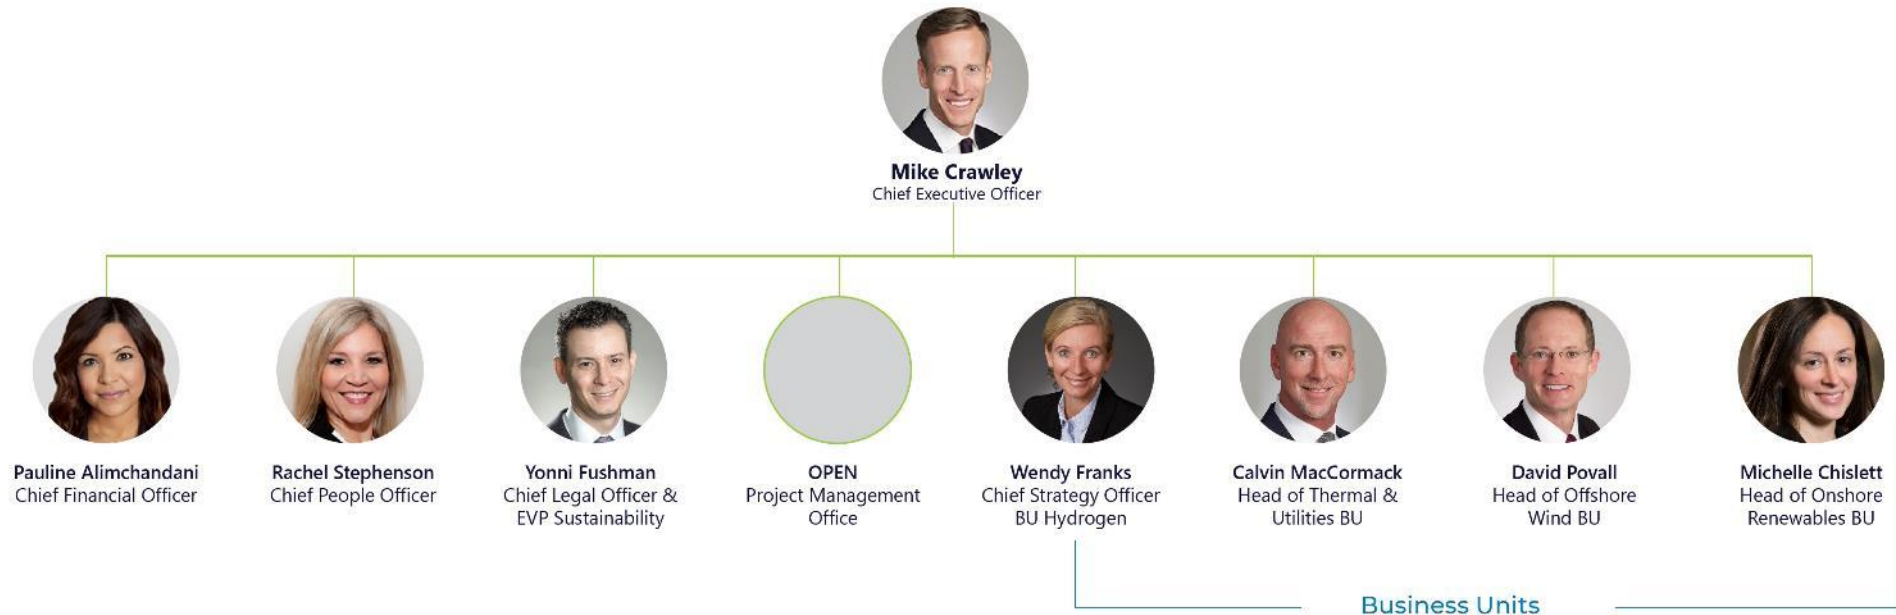 Mike Crawley
Chief Executive Officer
Pauline Alimchandani
Chief Financial Officer
Rachel Stephenson
Chief People Officer
Yonni Fushman
Chief Legal Officer &
EVP Sustainability
OPEN
Project Management
Office
Wendy Franks
Chief Strategy Officer
BU Hydrogen
Calvin MacCormack
Head of Thermal &
Utilities BU
David Povall
Head of Offshore
Wind BU
Michelle Chislett
Head of Onshore
Renewables BU
Business Units